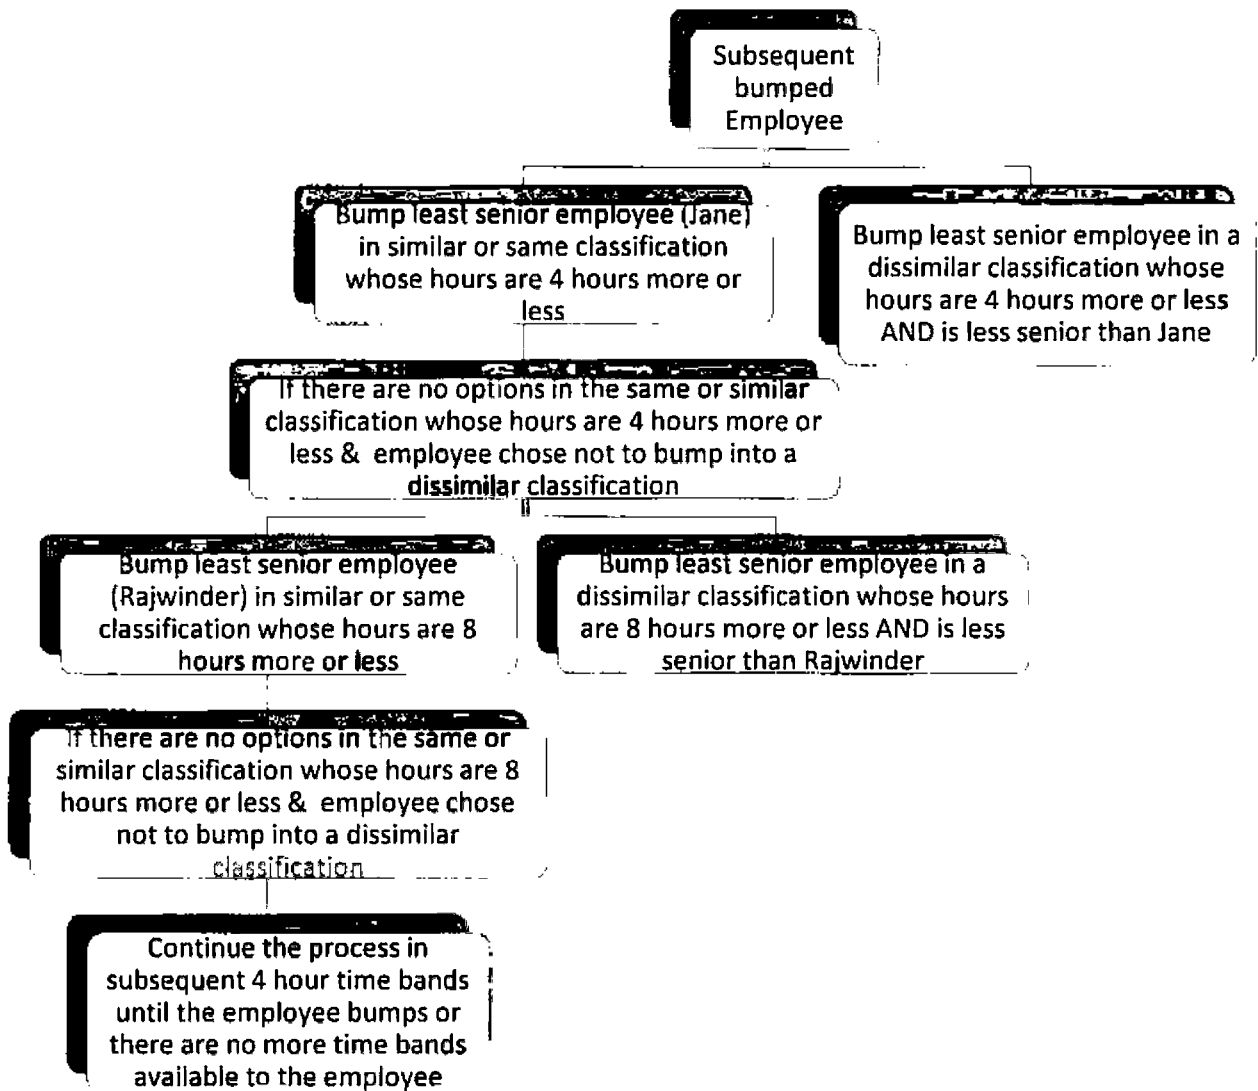 Subsequent
bumped
Employee
Bump least senior employee (Jane)
in similar or same classification
whose hours are 4 hours more or
less
Bump least senior employee in a
dissimilar classification whose
hours are 4 hours more or less
AND is less senior than Jane
If there are no options in the same or similar
classification whose hours are 4 hours more or
less & employee chose not to bump into a
dissimilar classification
Bump least senior employee
(Rajwinder) in similar or same
classification whose hours are 8
hours more or less
Bump least senior employee in a
dissimilar classification whose hours
are 8 hours more or less AND is less
senior than Rajwinder
If there are no options in the same or
similar classification whose hours are 8
hours more or less & employee chose
not to bump into a dissimilar
classification
Continue the process in
subsequent 4 hour time bands
until the employee bumps or
there are no more time bands
available to the employee